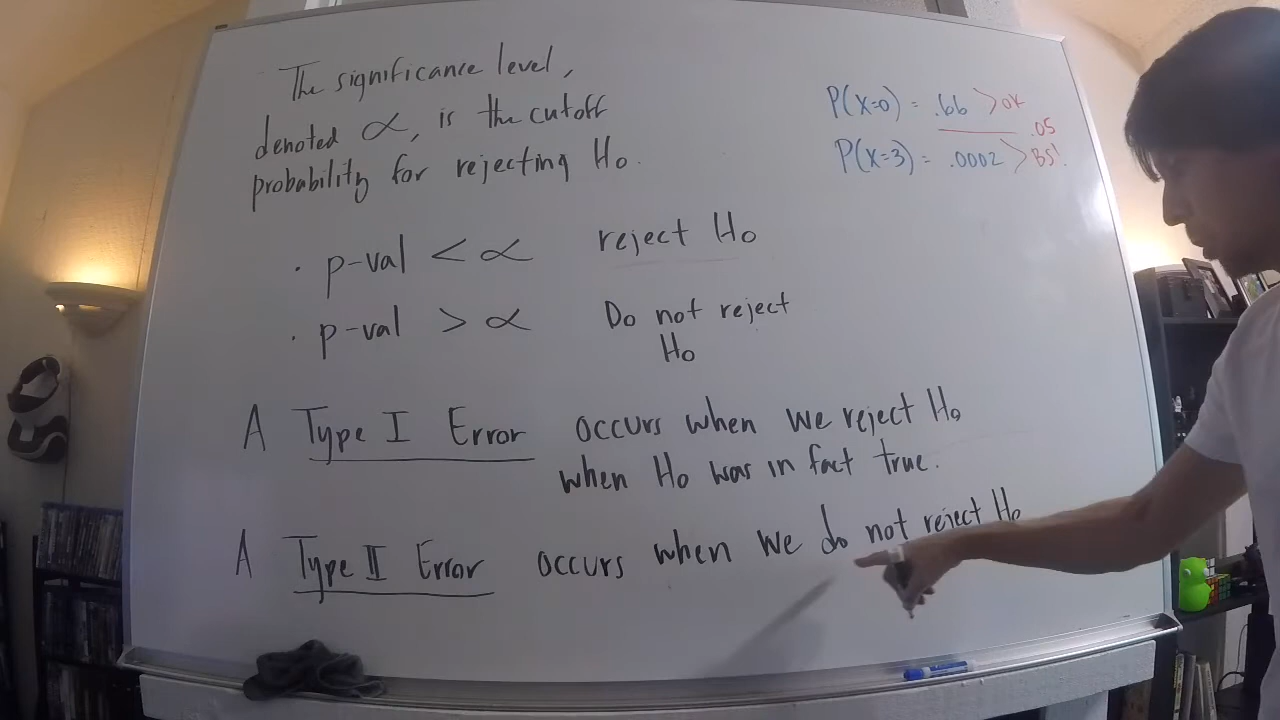 The significance level,
denoted α, is the cutoff
probability for rejecting H₀.
P(X=0) = .66 > OK
.05
P(X=3) = .0002 > BS!
· p-val < α reject H₀
· p-val > α Do not reject
H₀
A Type I Error occurs when we reject H₀
when H₀ was in fact true.
A Type II Error occurs when we do not reject H₀